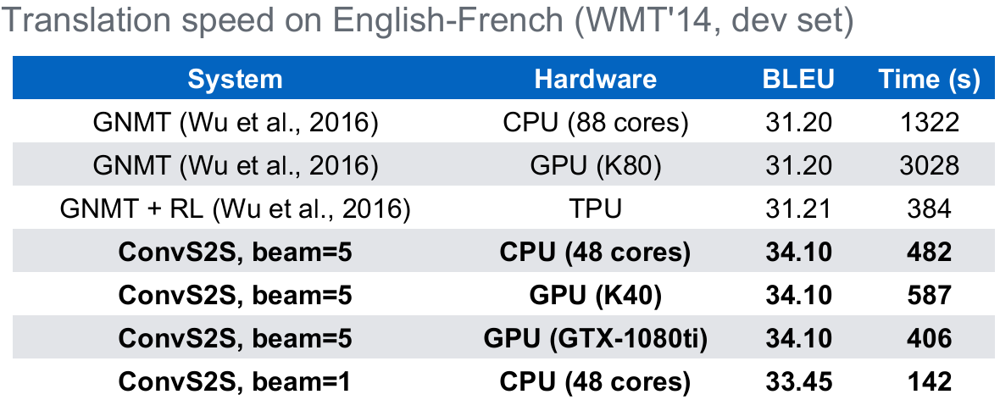 Translation speed on English-French (WMT'14, dev set)
System Hardware BLEU Time (s)
GNMT (Wu et al., 2016) CPU (88 cores) 31.20 1322
GNMT (Wu et al., 2016) GPU (K80) 31.20 3028
GNMT + RL (Wu et al., 2016) TPU 31.21 384
ConvS2S, beam=5 CPU (48 cores) 34.10 482
ConvS2S, beam=5 GPU (K40) 34.10 587
ConvS2S, beam=5 GPU (GTX-1080ti) 34.10 406
ConvS2S, beam=1 CPU (48 cores) 33.45 142